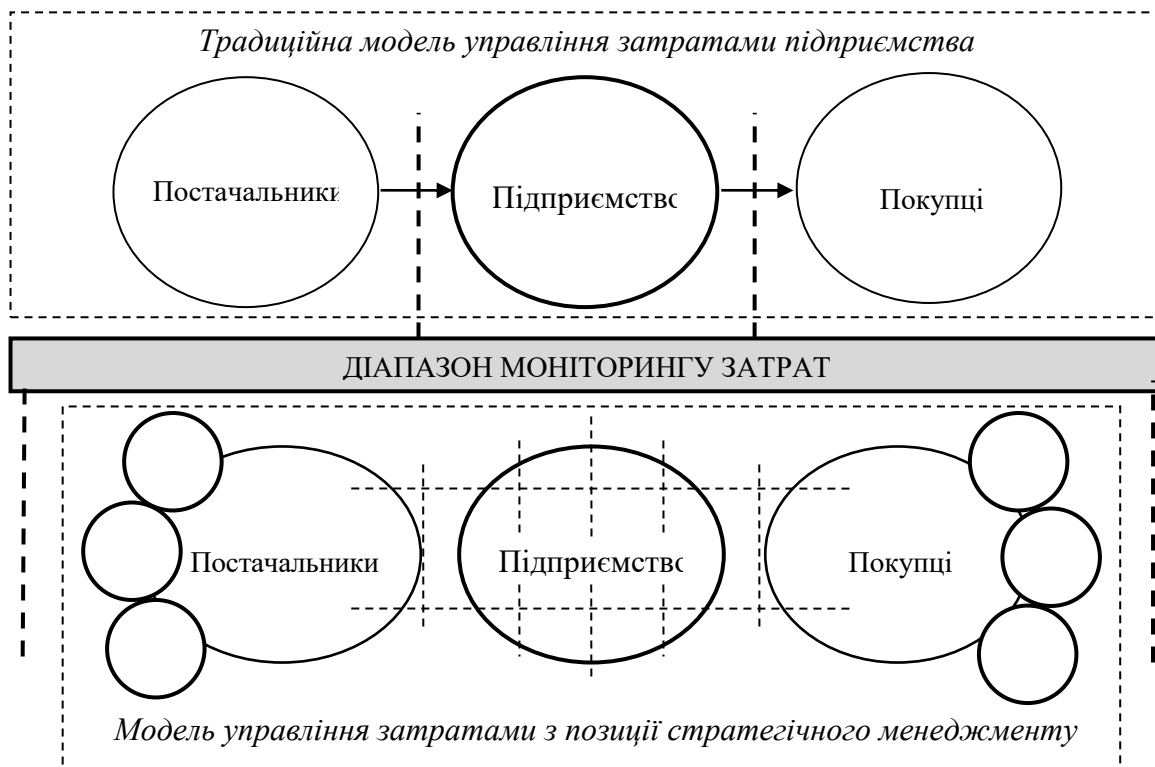 Традиційна модель управління затратами підприємства
Постачальники
Підприємство
Покупці
ДІАПАЗОН МОНІТОРИНГУ ЗАТРАТ
Постачальники
Підприємство
Покупці
Модель управління затратами з позиції стратегічного менеджменту